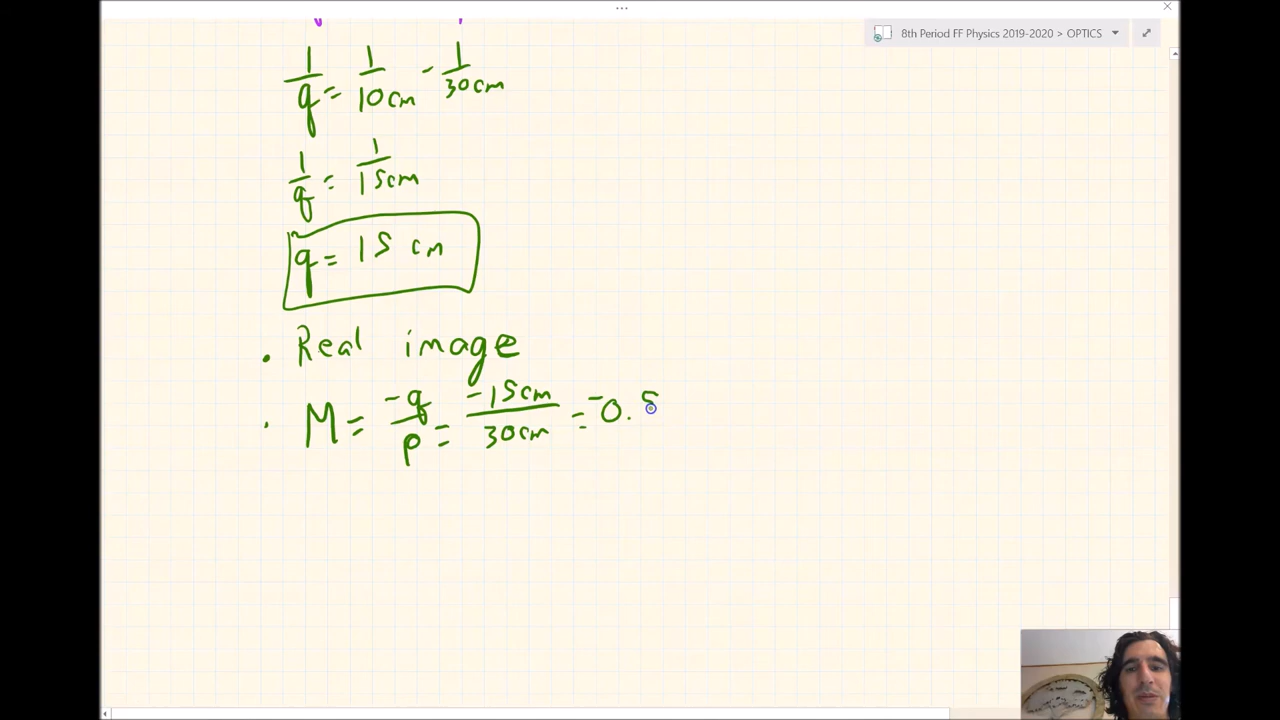 8th Period FF Physics 2019-2020 > OPTICS
1/q = 1/10cm - 1/30cm
1/q = 1/15cm
q = 15 cm
• Real image
• M = -q/p = -15cm/30cm = -0.5